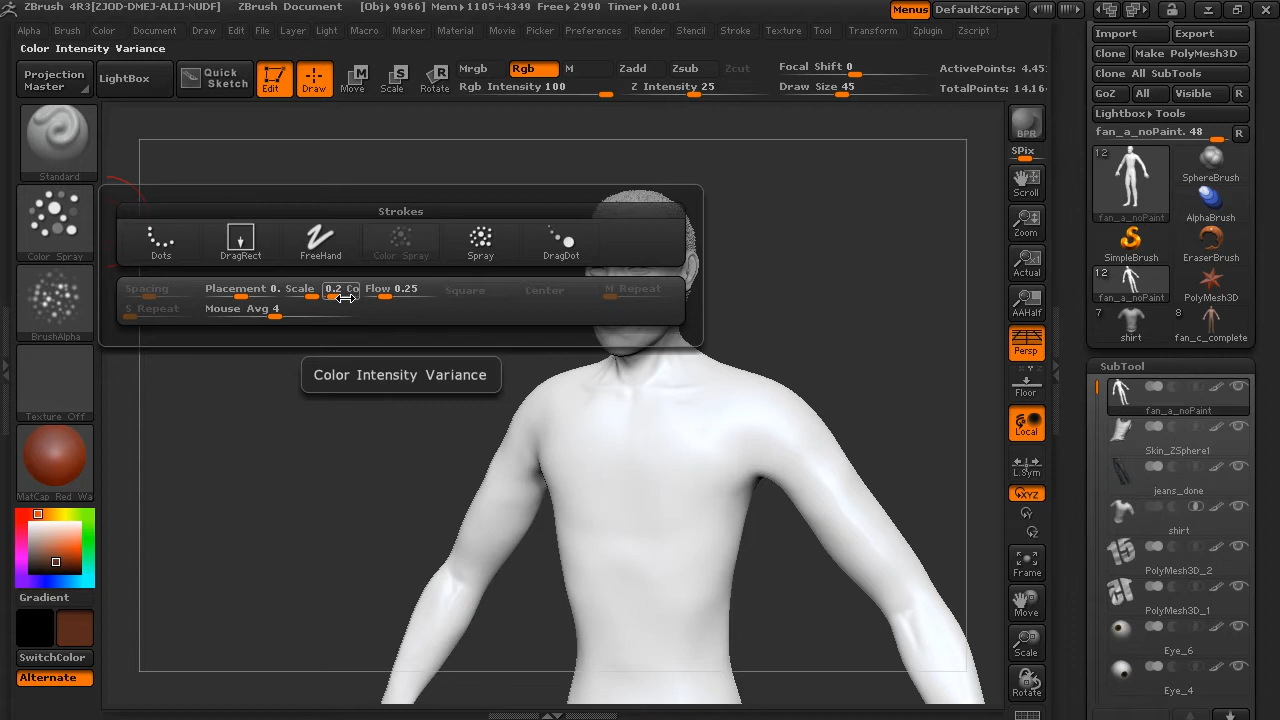 ZBrush 4R3[ZJOD-DMEJ-ALIJ-NUDF] ZBrush Document [Obj▸9966] Mem▸1105+4349 Free▸2990 Timer▸0.001 Menus DefaultZScript
Alpha Brush Color Document Draw Edit File Layer Light Macro Marker Material Movie Picker Preferences Render Stencil Stroke Texture Tool Transform Zplugin Zscript
Color Intensity Variance
Projection Master
LightBox
Quick Sketch
Edit Draw Move Scale Rotate
Mrgb Rgb M Zadd Zsub Zcut
Rgb Intensity 100 Z Intensity 25
Focal Shift 0
Draw Size 45
ActivePoints: 4.45
TotalPoints: 14.16
Standard
Color Spray
BrushAlpha
Texture Off
MatCap Red Wa
Gradient
SwitchColor
Alternate
Strokes
Dots DragRect FreeHand Color Spray Spray DragDot
Spacing Placement 0. Scale 0.2 Co Flow 0.25 Square Center M Repeat
S Repeat Mouse Avg 4
Color Intensity Variance
BPR
SPix
Scroll
Zoom
Actual
AAHalf
Persp
Floor
Local
L.Sym
XYZ
Y
Z
Frame
Move
Scale
Rotate
Import Export
Clone Make PolyMesh3D
Clone All SubTools
GoZ All Visible R
Lightbox▸Tools
fan_a_noPaint. 48 R
12
fan_a_noPaint
SphereBrush
AlphaBrush
SimpleBrush EraserBrush
12
fan_a_noPaint PolyMesh3D
7 8
shirt fan_c_complete
SubTool
fan_a_noPaint
Skin_ZSphere1
jeans_done
shirt
PolyMesh3D_2
PolyMesh3D_1
Eye_6
Eye_4